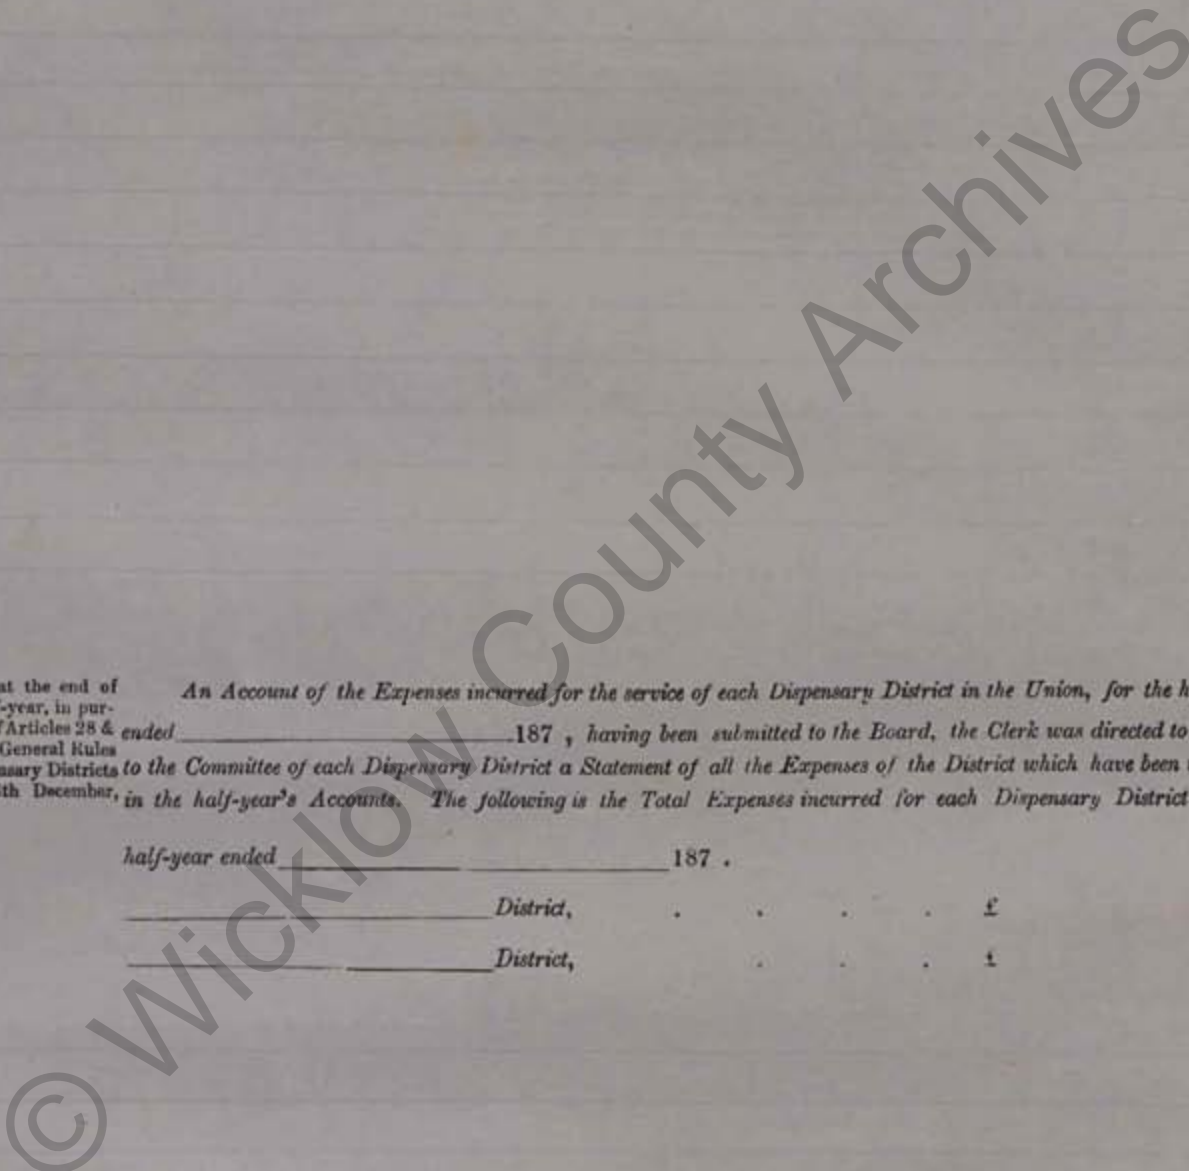 at the end of
-year, in pur-
Articles 28 &
General Rules
nsary Districts
th December,
An Account of the Expenses incurred for the service of each Dispensary District in the Union, for the h
ended 187 , having been submitted to the Board, the Clerk was directed to
to the Committee of each Dispensary District a Statement of all the Expenses of the District which have been
in the half-year's Accounts. The following is the Total Expenses incurred for each Dispensary District
half-year ended 187 .
District, . . . . £
District, . . . £
© Wicklow County Archives